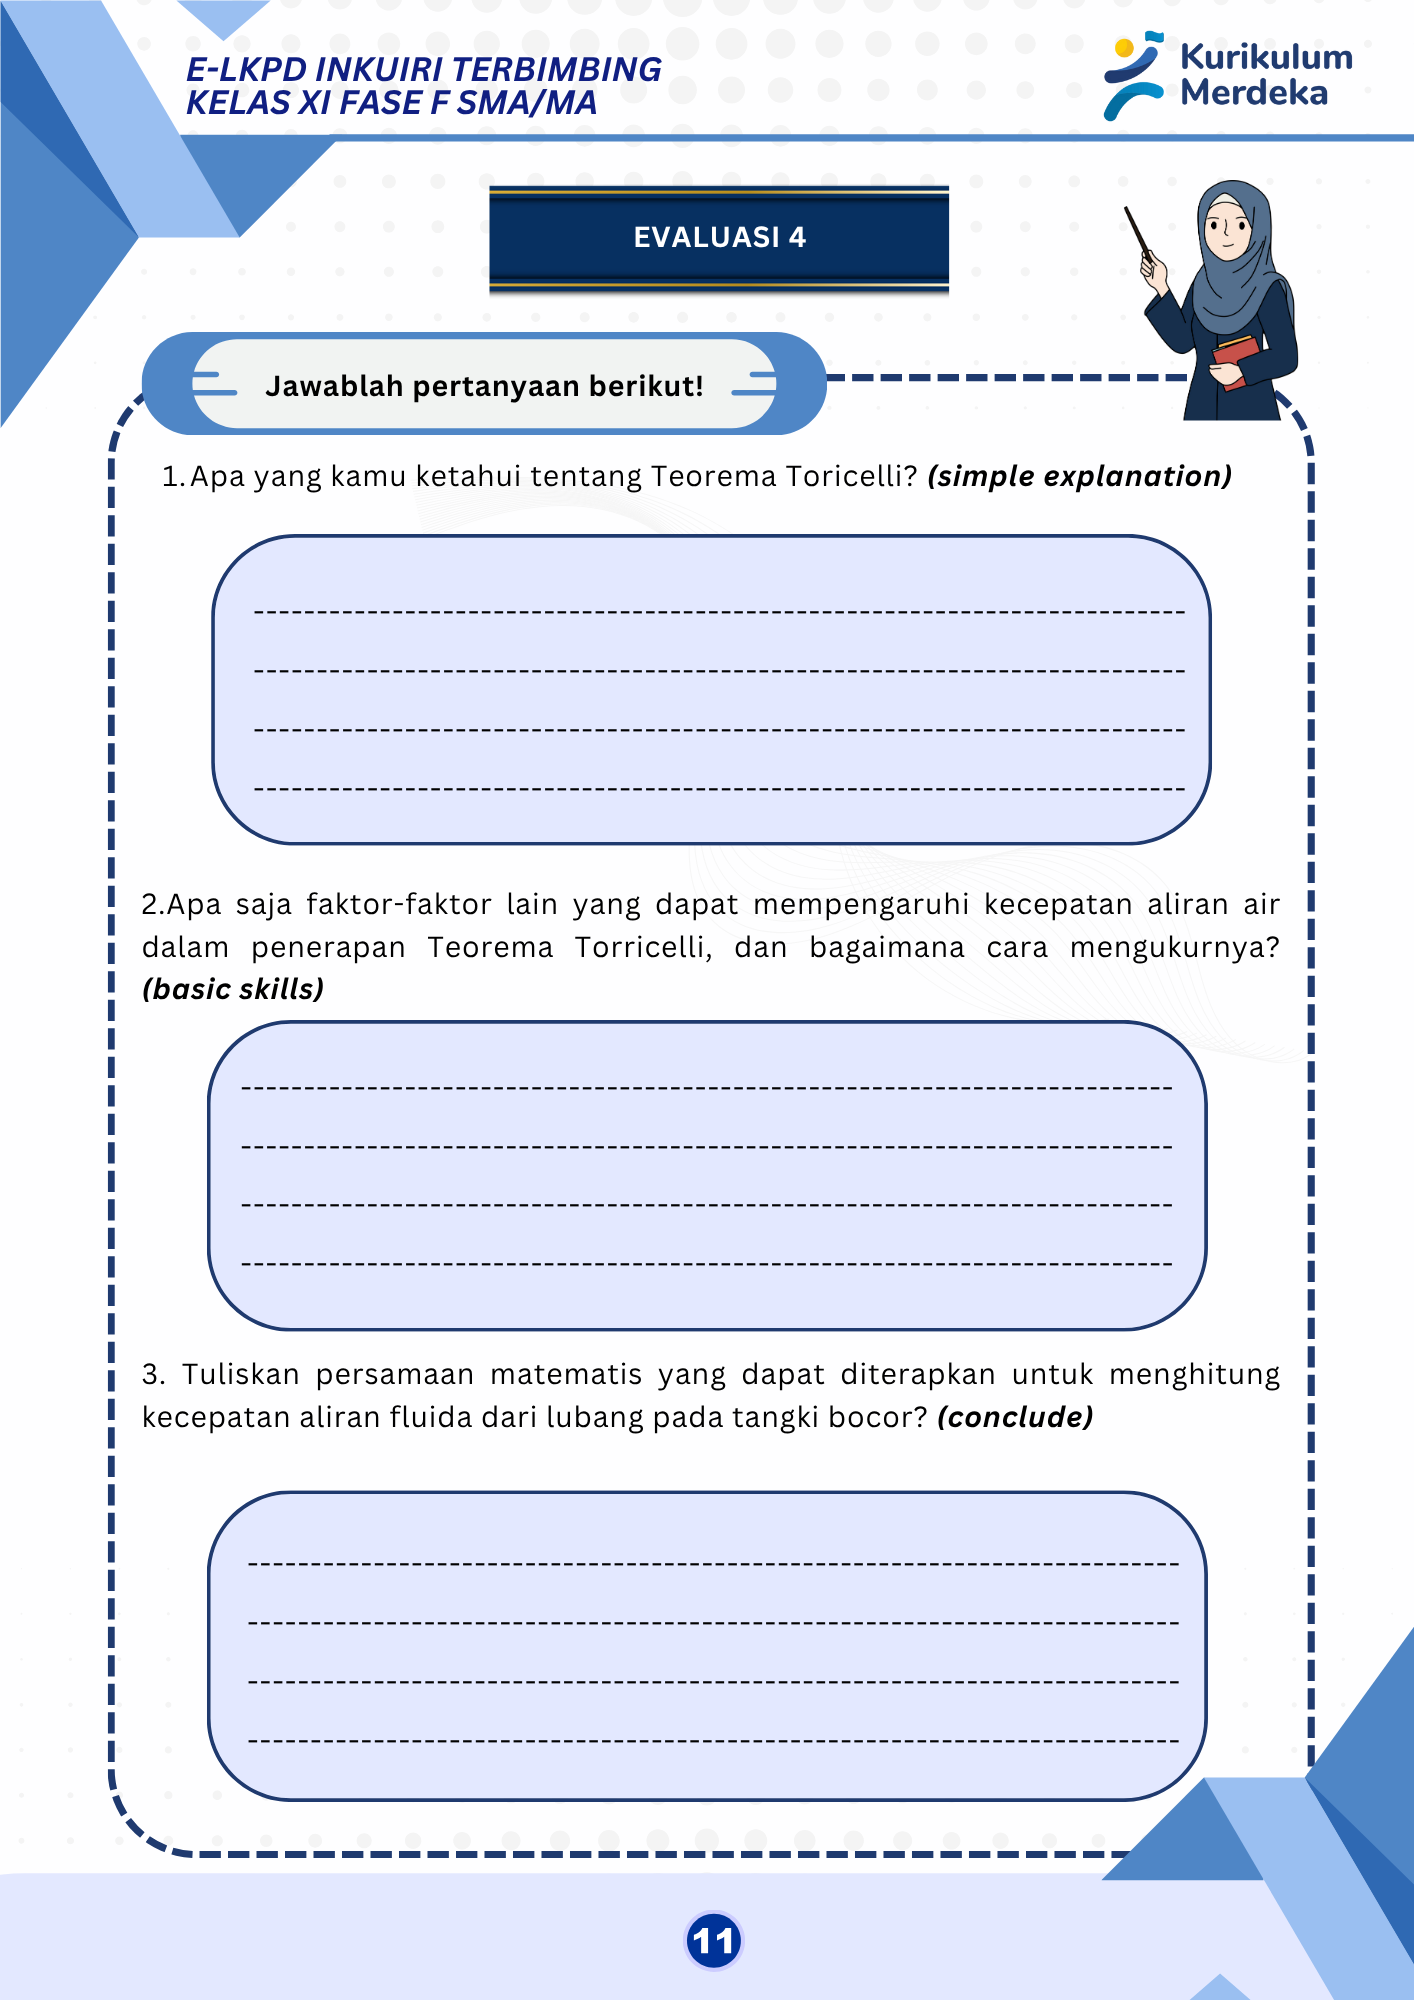 E-LKPD INKUIRI TERBIMBING
KELAS XI FASE F SMA/MA
Kurikulum
Merdeka
EVALUASI 4
Jawablah pertanyaan berikut!
1. Apa yang kamu ketahui tentang Teorema Toricelli? (simple explanation)
2.Apa saja faktor-faktor lain yang dapat mempengaruhi kecepatan aliran air
dalam penerapan Teorema Torricelli, dan bagaimana cara mengukurnya?
(basic skills)
3. Tuliskan persamaan matematis yang dapat diterapkan untuk menghitung
kecepatan aliran fluida dari lubang pada tangki bocor? (conclude)
11